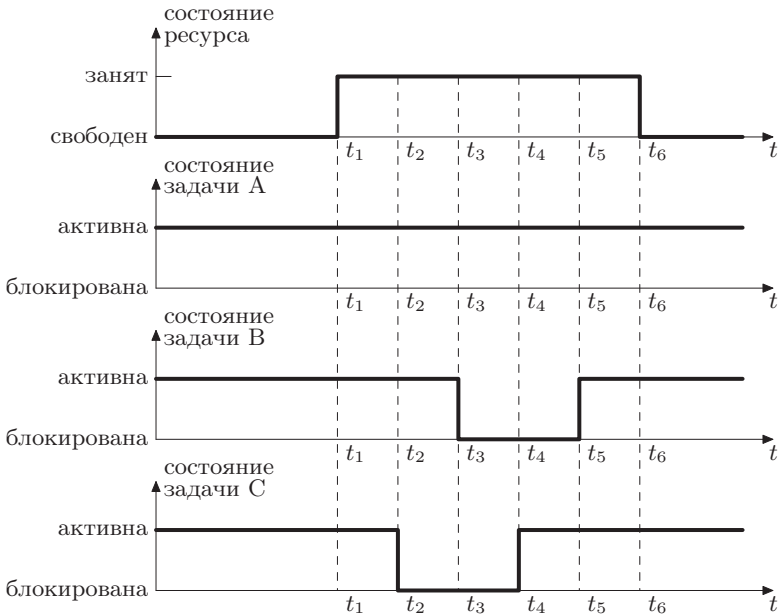 состояние
ресурса
занят
свободен
t1 t2 t3 t4 t5 t6 t
состояние
задачи A
активна
блокирована
t1 t2 t3 t4 t5 t6 t
состояние
задачи B
активна
блокирована
t1 t2 t3 t4 t5 t6 t
состояние
задачи C
активна
блокирована
t1 t2 t3 t4 t5 t6 t